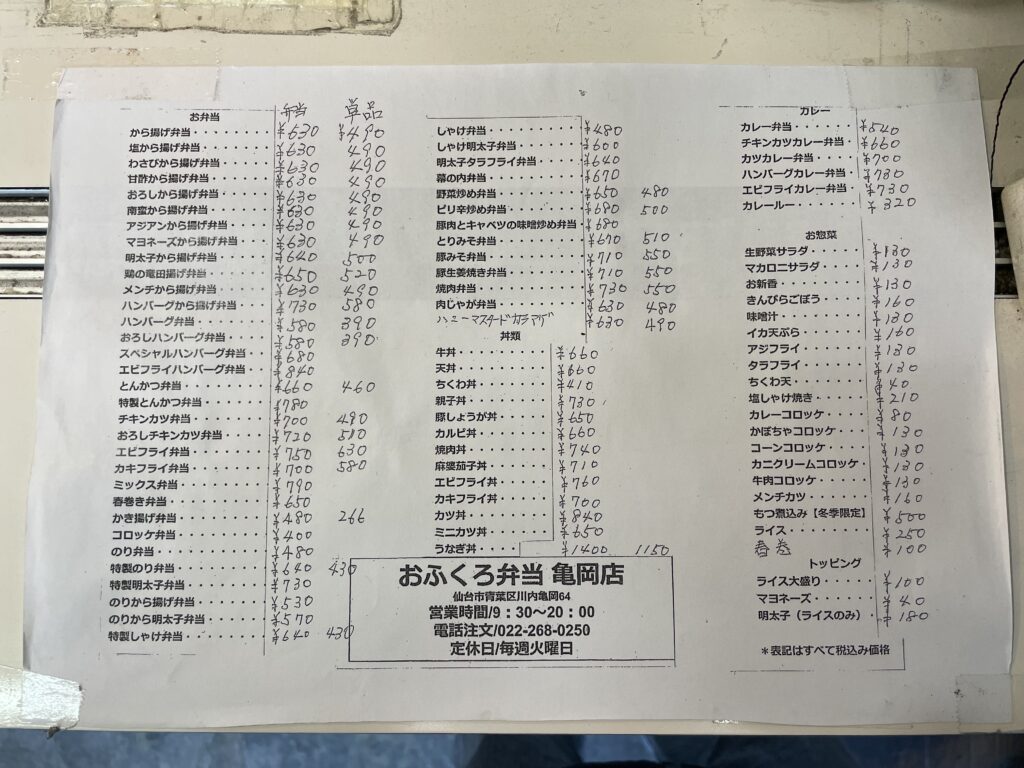 お弁当 弁当 単品
から揚げ弁当・・・・・・・・¥630 ¥490
塩から揚げ弁当・・・・・・¥630 490
わさびから揚げ弁当・・・・¥630 490
甘酢から揚げ弁当・・・・・¥630 490
おろしから揚げ弁当・・・・¥630 490
南蛮から揚げ弁当・・・・・¥630 490
アジアンから揚げ弁当・・・¥630 490
マヨネーズから揚げ弁当・・¥630 490
明太子から揚げ弁当・・・・¥640 500
鶏の竜田揚げ弁当・・・・・¥650 520
メンチから揚げ弁当・・・・¥630 490
ハンバーグから揚げ弁当・・¥730 580
ハンバーグ弁当・・・・・・¥580 390
おろしハンバーグ弁当・・・¥580 390
スペシャルハンバーグ弁当・・¥680
エビフライハンバーグ弁当・・¥840
とんかつ弁当・・・・・・・¥660 460
特製とんかつ弁当・・・・・¥780
チキンカツ弁当・・・・・・¥700 490
おろしチキンカツ弁当・・・・¥720 510
エビフライ弁当・・・・・・¥750 630
カキフライ弁当・・・・・・¥700 580
ミックス弁当・・・・・・・¥790
春巻き弁当・・・・・・・・¥650
かき揚げ弁当・・・・・・・¥480 266
コロッケ弁当・・・・・・・¥400
のり弁当・・・・・・・・・¥480
特製のり弁当・・・・・・・¥640 430
特製明太子弁当・・・・・・¥730
のりから揚げ弁当・・・・・¥530
のりから明太子弁当・・・・¥570
特製しゃけ弁当・・・・・・¥640 430
しゃけ弁当・・・・・・・・¥480
しゃけ明太子弁当・・・・・¥600
明太子タラフライ弁当・・・¥640
幕の内弁当・・・・・・・・¥670
野菜炒め弁当・・・・・・・¥650 480
ピリ辛炒め弁当・・・・・・¥680 500
豚肉とキャベツの味噌炒め弁当・¥680
とりみそ弁当・・・・・・・¥670 510
豚みそ弁当・・・・・・・・¥710 550
豚生姜焼き弁当・・・・・・¥710 550
焼肉弁当・・・・・・・・・¥730 550
肉じゃが弁当・・・・・・・¥630 480
ハニーマスタードカラアゲ ¥630 490
丼類
牛丼・・・・・・・・¥660
天丼・・・・・・・・¥660
ちくわ丼・・・・・・¥410
親子丼・・・・・・・¥730
豚しょうが丼・・・・¥650
カルビ丼・・・・・・¥660
焼肉丼・・・・・・・¥740
麻婆茄子丼・・・・・¥710
エビフライ丼・・・・¥760
カキフライ丼・・・・¥700
カツ丼・・・・・・・¥840
ミニカツ丼・・・・・¥650
うなぎ丼・・・・・・¥1400 1150
おふくろ弁当 亀岡店
仙台市青葉区川内亀岡64
営業時間/9：30～20：00
電話注文/022-268-0250
定休日/毎週火曜日
カレー
カレー弁当・・・・・・・・¥540
チキンカツカレー弁当・・・¥660
カツカレー弁当・・・・・・¥700
ハンバーグカレー弁当・・・¥730
エビフライカレー弁当・・・¥730
カレールー・・・・・・・・¥320
お惣菜
生野菜サラダ・・・・¥130
マカロニサラダ・・・¥130
お新香・・・・・・・¥130
きんぴらごぼう・・・¥160
味噌汁・・・・・・・¥130
イカ天ぷら・・・・・¥160
アジフライ・・・・・¥130
タラフライ・・・・・¥130
ちくわ天・・・・・・¥40
塩しゃけ焼き・・・・¥210
カレーコロッケ・・・¥80
かぼちゃコロッケ・・¥130
コーンコロッケ・・・¥130
カニクリームコロッケ・¥130
牛肉コロッケ・・・・¥130
メンチカツ・・・・・¥160
もつ煮込み【冬季限定】¥500
ライス・・・・・・・¥250
春巻 ¥100
トッピング
ライス大盛り・・・・¥100
マヨネーズ・・・・・¥40
明太子（ライスのみ）・・¥180
＊表記はすべて税込み価格